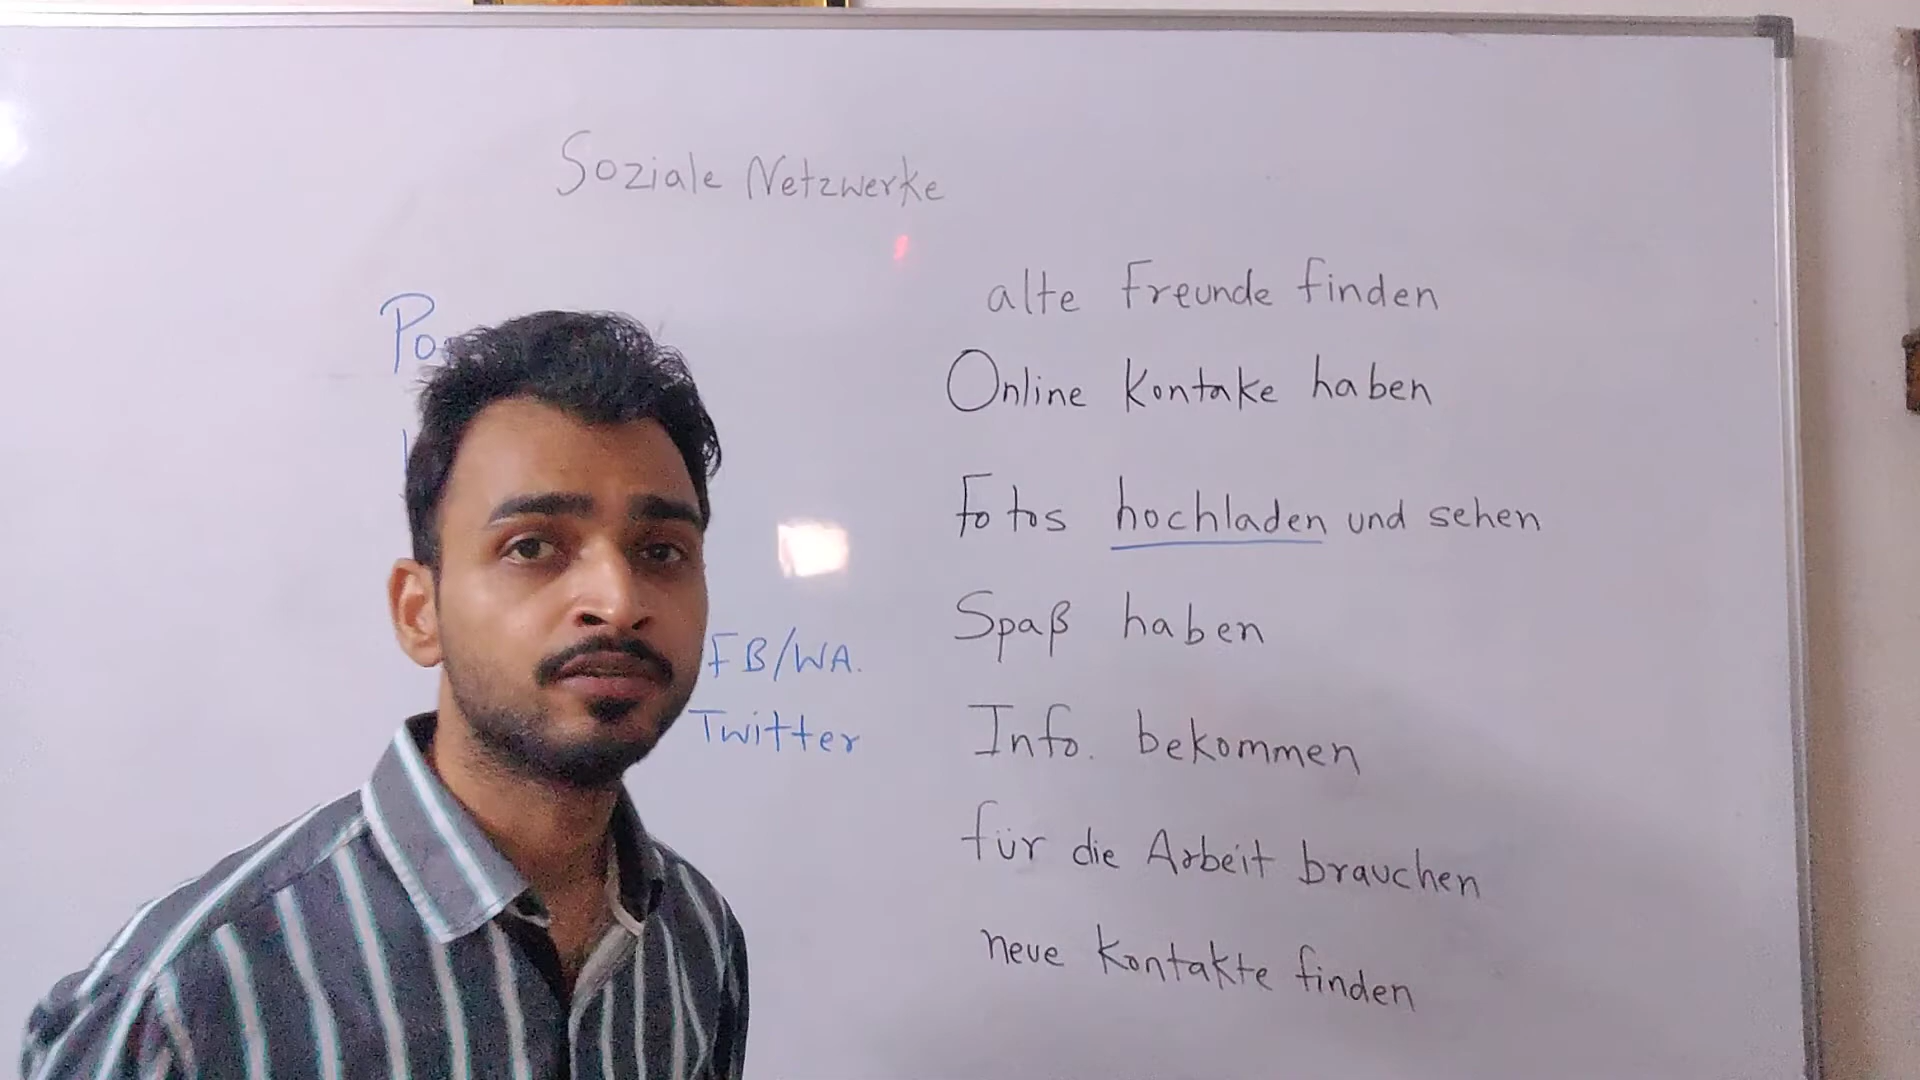 Soziale Netzwerke
alte Freunde finden
Online Kontake haben
Fotos hochladen und sehen
Spaß haben
FB/WA.
Twitter
Info. bekommen
für die Arbeit brauchen
neue Kontakte finden